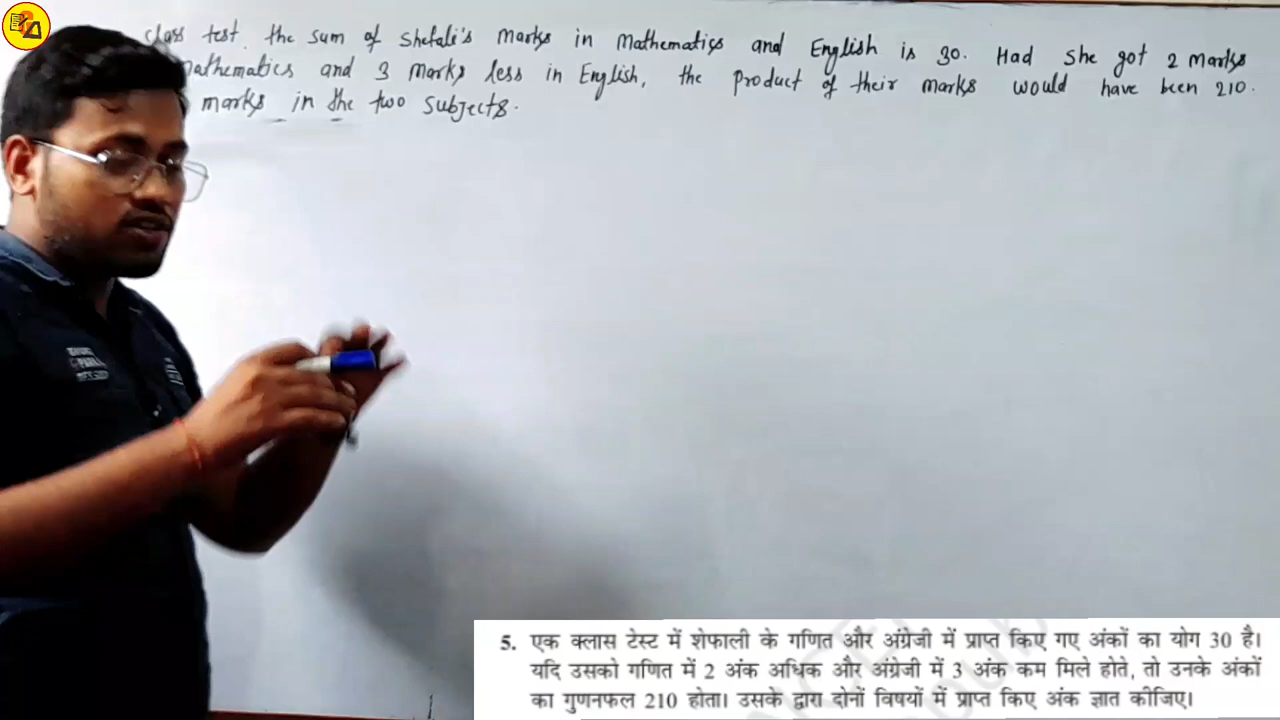 class test, the sum of Shefali's marks in Mathematics and English is 30. Had she got 2 marks
Mathematics and 3 marks less in English, the product of their marks would have been 210.
marks in the two subjects.
5. एक क्लास टेस्ट में शेफाली के गणित और अंग्रेजी में प्राप्त किए गए अंकों का योग 30 है।
यदि उसको गणित में 2 अंक अधिक और अंग्रेजी में 3 अंक कम मिले होते, तो उनके अंकों
का गुणनफल 210 होता। उसके द्वारा दोनों विषयों में प्राप्त किए अंक ज्ञात कीजिए।